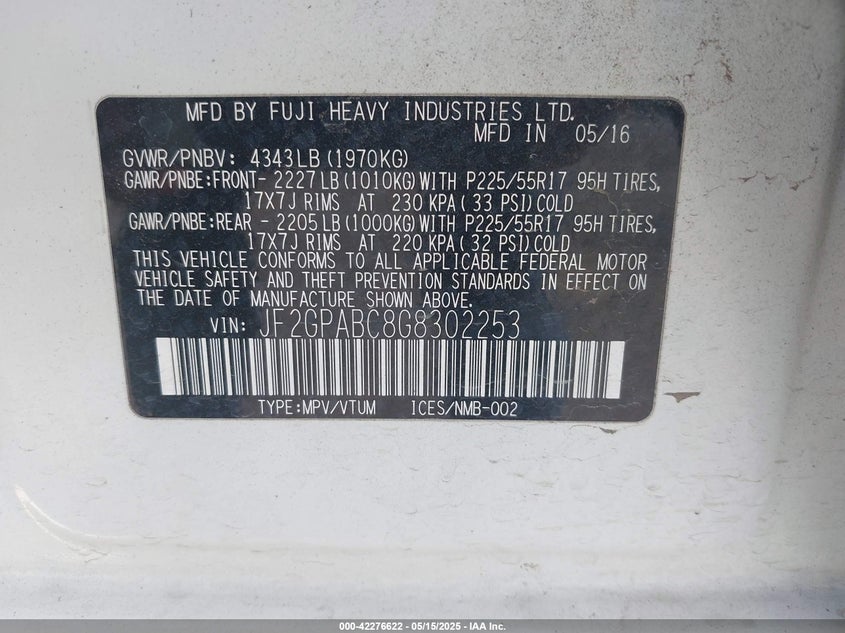 MFD BY FUJI HEAVY INDUSTRIES LTD.
MFD IN 05/16
GVWR/PNBV: 4343LB (1970KG)
GAWR/PNBE:FRONT- 2227LB (1010KG) WITH P225/55R17 95H TIRES,
17X7J RIMS AT 230 KPA ( 33 PSI) COLD
GAWR/PNBE:REAR - 2205LB (1000KG) WITH P225/55R17 95H TIRES,
17X7J RIMS AT 220 KPA ( 32 PSI) COLD
THIS VEHICLE CONFORMS TO ALL APPLICABLE FEDERAL MOTOR
VEHICLE SAFETY AND THEFT PREVENTION STANDARDS IN EFFECT ON
THE DATE OF MANUFACTURE SHOWN ABOVE.
VIN: JF2GPABC8G8302253
TYPE:MPV/VTUM ICES/NMB-002
000-42276622 - 05/15/2025 - IAA Inc.